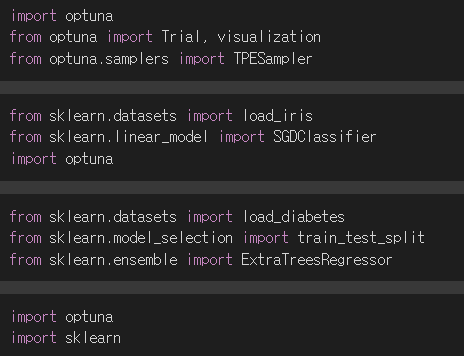 import optuna
from optuna import Trial, visualization
from optuna.samplers import TPESampler
from sklearn.datasets import load_iris
from sklearn.linear_model import SGDClassifier
import optuna
from sklearn.datasets import load_diabetes
from sklearn.model_selection import train_test_split
from sklearn.ensemble import ExtraTreesRegressor
import optuna
import sklearn